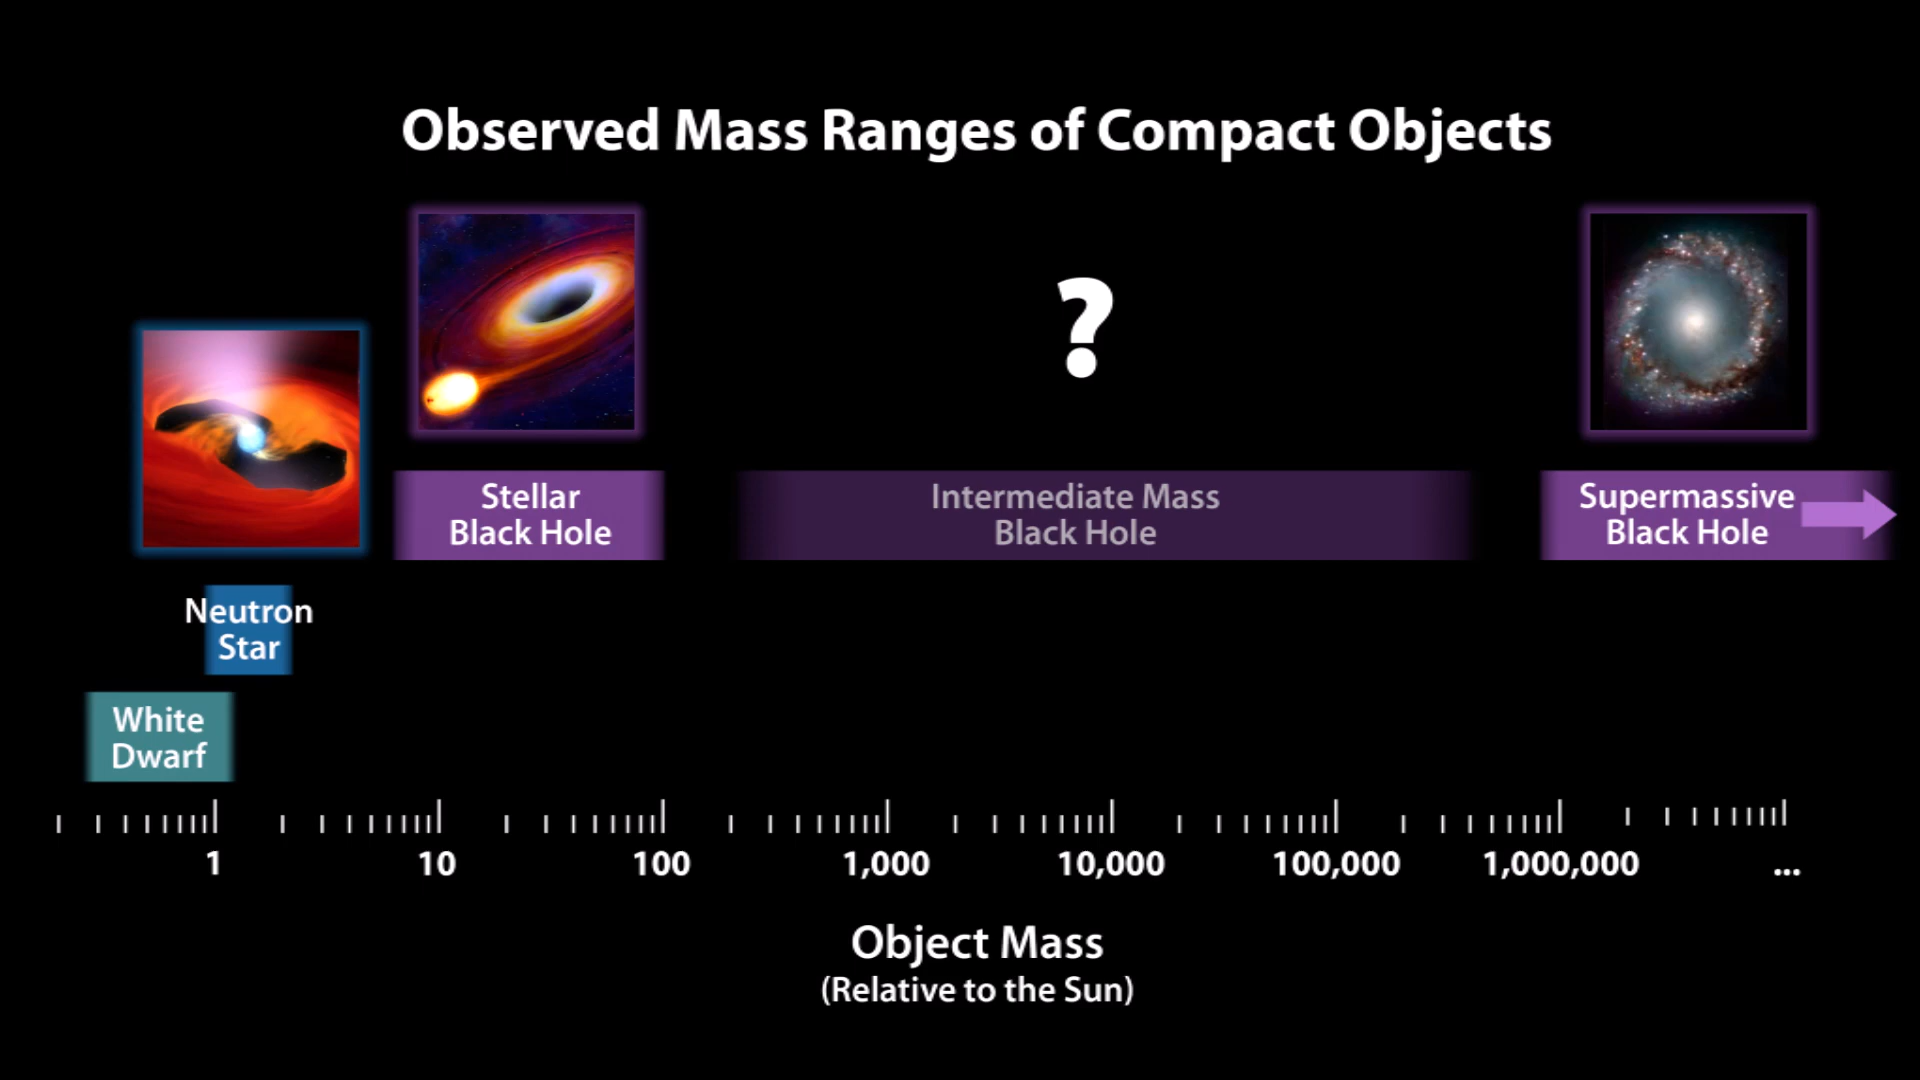 Observed Mass Ranges of Compact Objects
?
Stellar
Black Hole
Intermediate Mass
Black Hole
Supermassive
Black Hole
Neutron
Star
White
Dwarf
1
10
100
1,000
10,000
100,000
1,000,000
...
Object Mass
(Relative to the Sun)